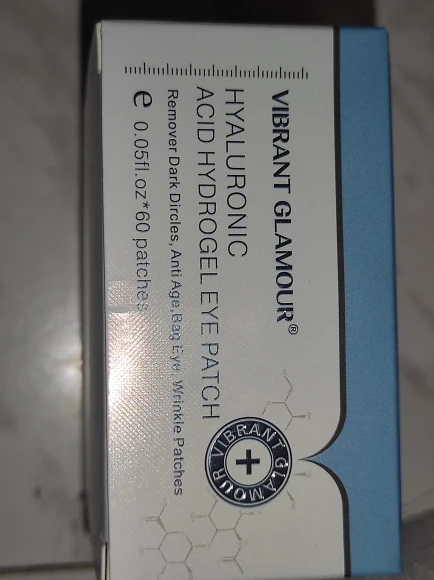 VIBRANT GLAMOUR®
HYALURONIC
ACID HYDROGEL EYE PATCH
Remover Dark Dircles, Anti Age, Bag Eye, Wrinkle Patches
e 0.05fl.oz*60 patches
VIBRANT GLAMOUR